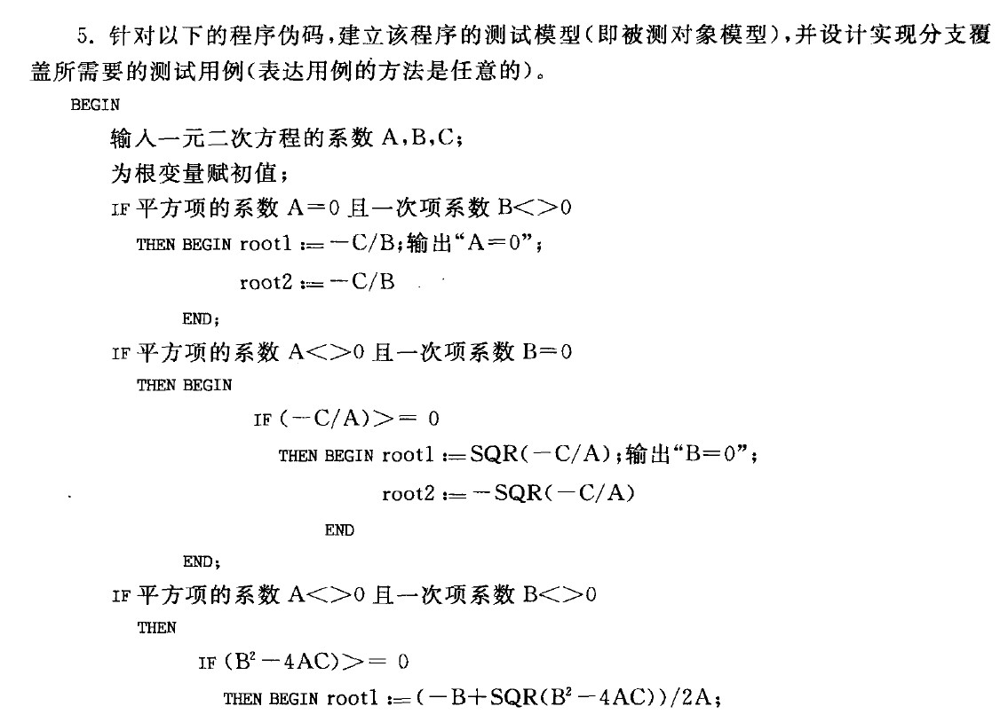 5. 针对以下的程序伪码,建立该程序的测试模型(即被测对象模型),并设计实现分支覆
盖所需要的测试用例(表达用例的方法是任意的)。
BEGIN
输入一元二次方程的系数 A,B,C;
为根变量赋初值;
IF 平方项的系数 A=0 且一次项系数 B<>0
THEN BEGIN root1 :=-C/B;输出“A=0”;
root2 :=-C/B
END;
IF 平方项的系数 A<>0 且一次项系数 B=0
THEN BEGIN
IF (-C/A)>= 0
THEN BEGIN root1 :=SQR(-C/A);输出“B=0”;
root2 :=-SQR(-C/A)
END
END;
IF 平方项的系数 A<>0 且一次项系数 B<>0
THEN
IF (B²-4AC)>= 0
THEN BEGIN root1 :=(-B+SQR(B²-4AC))/2A;